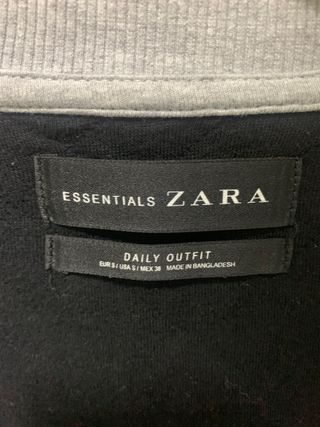 ESSENTIALS ZARA
DAILY OUTFIT
EUR S / USA S / MEX 36 MADE IN BANGLADESH